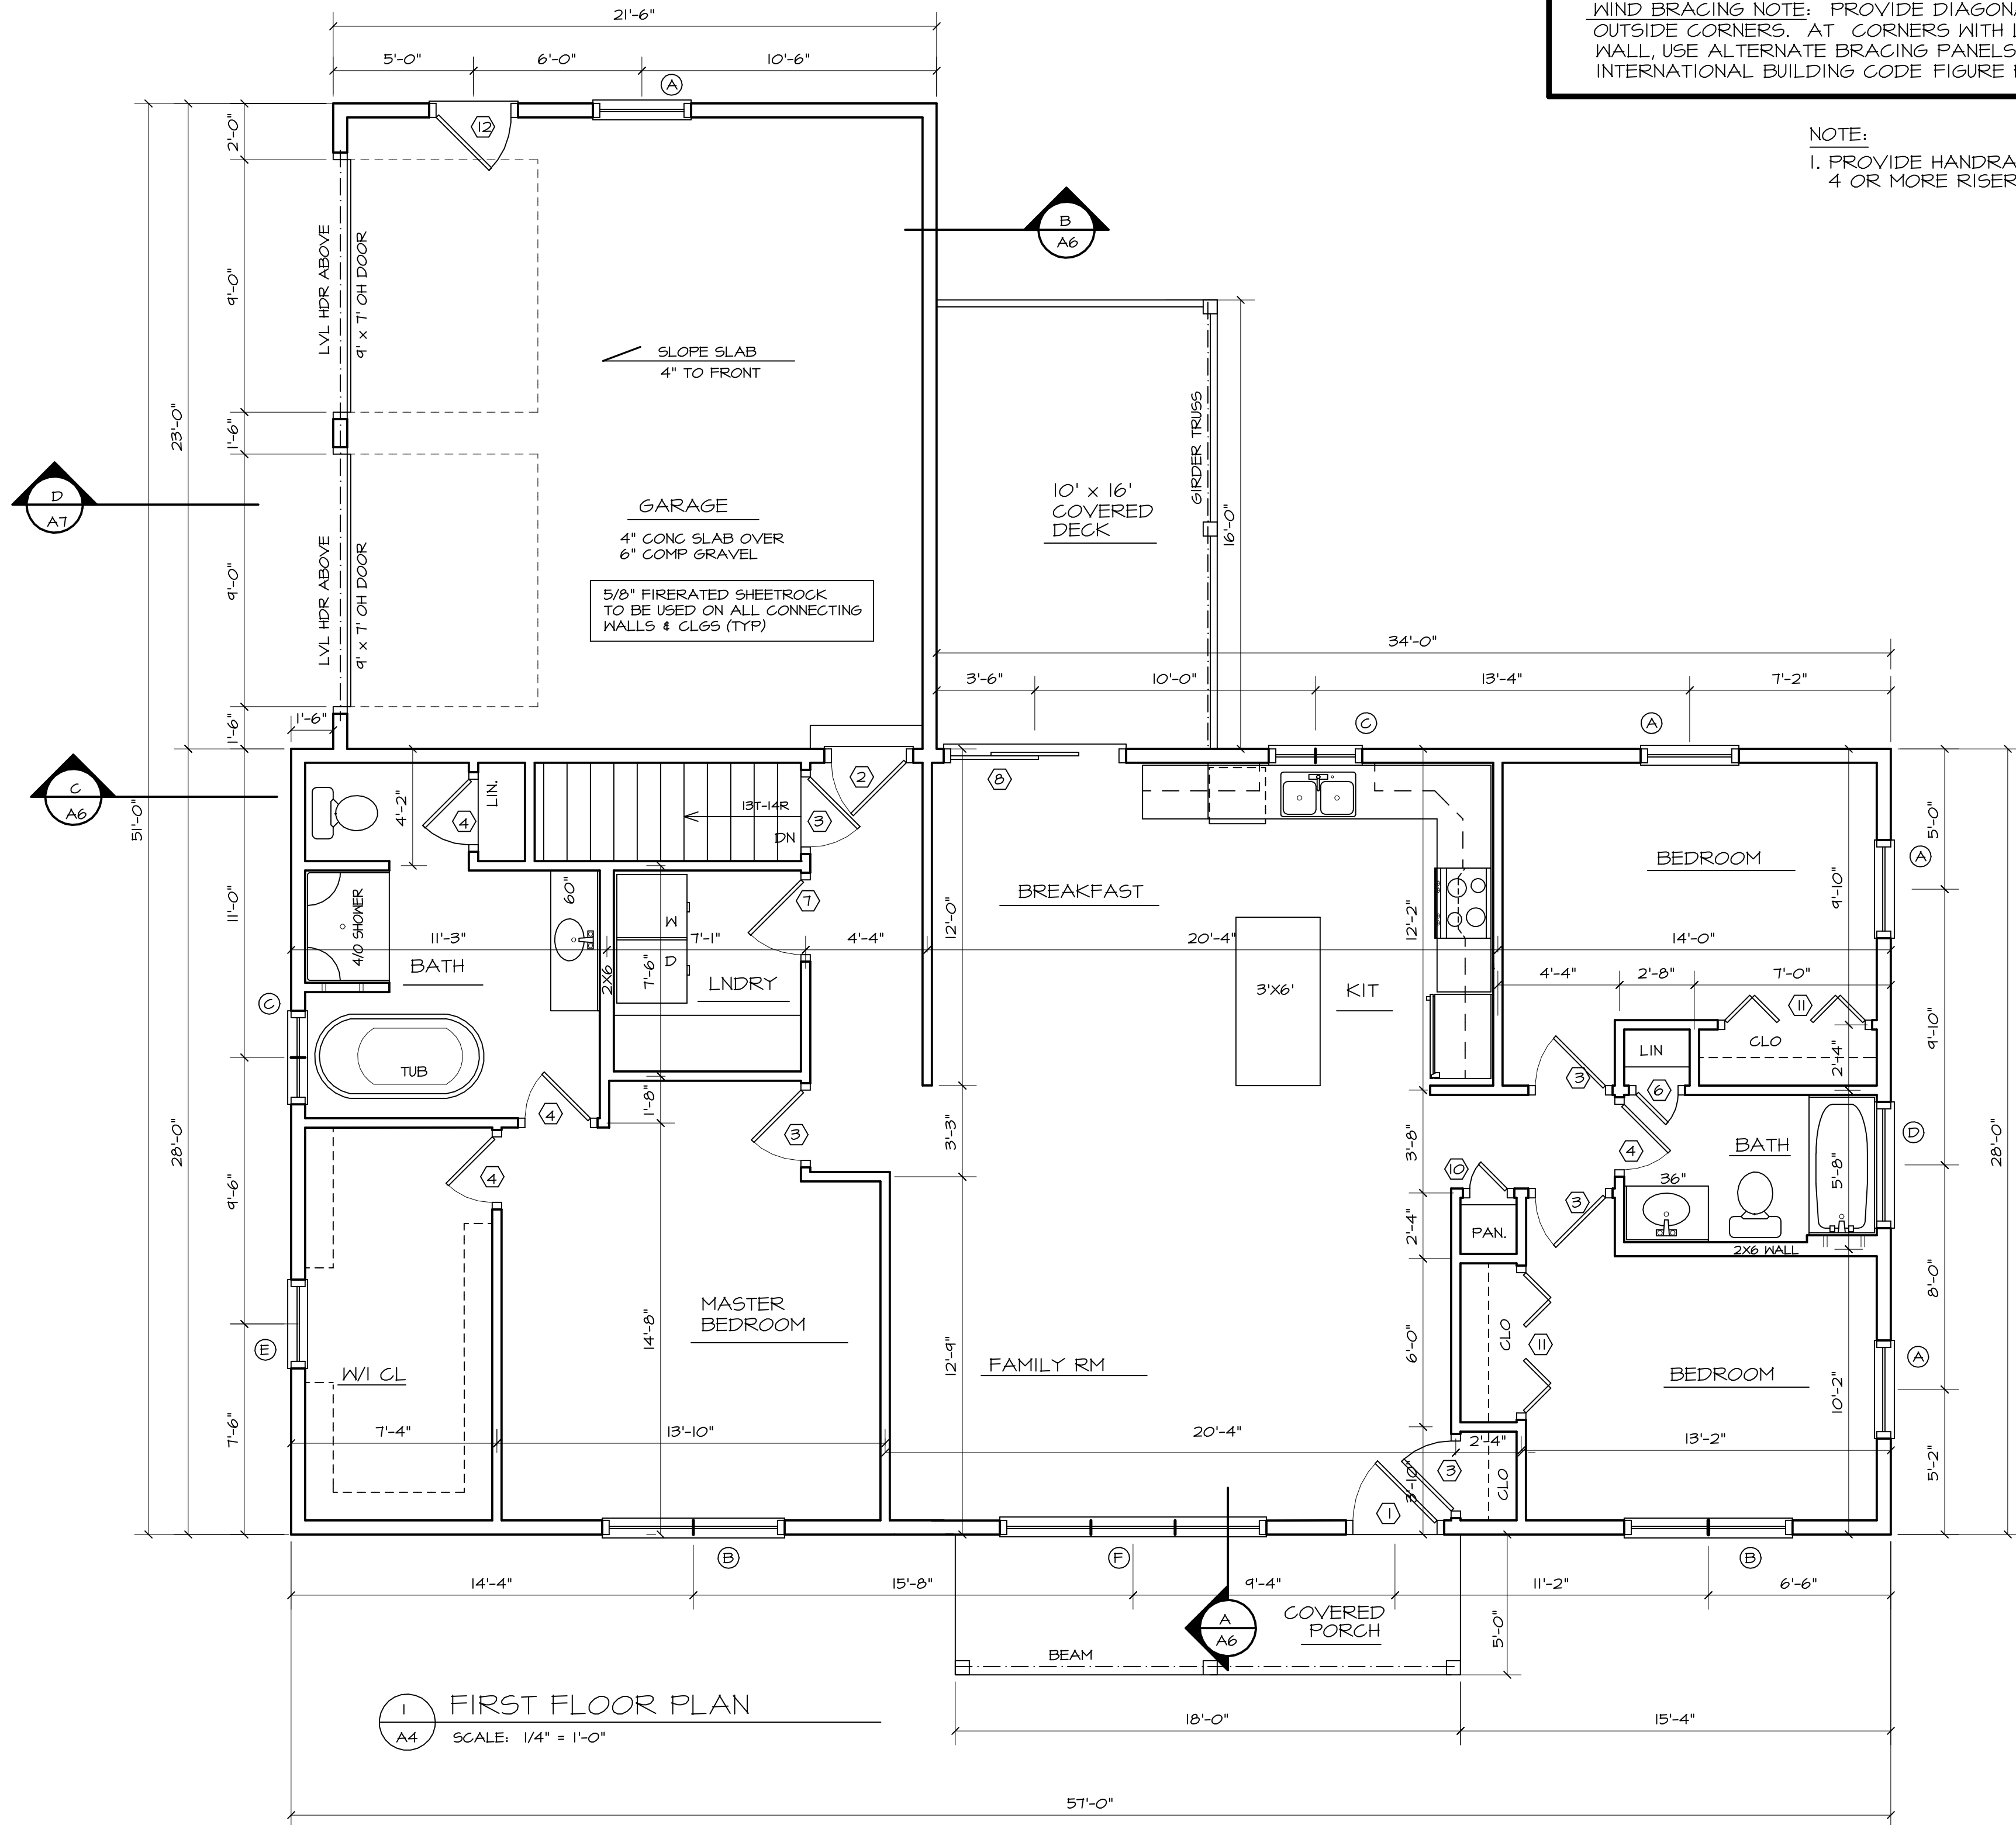 WIND BRACING NOTE: PROVIDE DIAGONA
OUTSIDE CORNERS. AT CORNERS WITH
WALL, USE ALTERNATE BRACING PANELS
INTERNATIONAL BUILDING CODE FIGURE
NOTE:
1. PROVIDE HANDRA
4 OR MORE RISER
21'-6"
5'-0"
6'-0"
10'-6"
A
12
2'-0"
9'-0"
1'-6"
9'-0"
1'-6"
23'-0"
51'-0"
LVL HDR ABOVE
9' x 7' OH DOOR
LVL HDR ABOVE
9' x 7' OH DOOR
B
A6
D
A7
C
A6
SLOPE SLAB
4" TO FRONT
GARAGE
4" CONC SLAB OVER
6" COMP GRAVEL
5/8" FIRERATED SHEETROCK
TO BE USED ON ALL CONNECTING
WALLS & CLGS (TYP)
10' x 16'
COVERED
DECK
GIRDER TRUSS
16'-0"
34'-0"
3'-6"
10'-0"
13'-4"
7'-2"
1'-6"
C
A
8
2
3
4
LIN.
4'-2"
13T-14R
DN
11'-0"
28'-0"
9'-6"
7'-6"
4/0 SHOWER
60"
11'-3"
BATH
2X6
W
D
7'-6"
7'-1"
LNDRY
7
4'-4"
12'-0"
BREAKFAST
20'-4"
3'X6'
KIT
12'-2"
BEDROOM
9'-10"
14'-0"
4'-4"
2'-8"
7'-0"
11
CLO
2'-4"
LIN
6
3
A
5'-0"
9'-10"
28'-0"
C
TUB
4
1'-8"
3
3'-3"
3'-8"
10
4
BATH
D
36"
5'-8"
2X6 WALL
3
PAN.
2'-4"
4
E
W/I CL
7'-4"
MASTER
BEDROOM
14'-8"
13'-10"
12'-9"
FAMILY RM
20'-4"
6'-0"
CLO
11
BEDROOM
10'-2"
13'-2"
8'-0"
A
5'-2"
2'-4"
3
CLO
3'-10"
1
B
F
B
14'-4"
15'-8"
9'-4"
11'-2"
6'-6"
A
A6
COVERED
PORCH
BEAM
5'-0"
1
A4
FIRST FLOOR PLAN
SCALE: 1/4" = 1'-0"
18'-0"
15'-4"
57'-0"